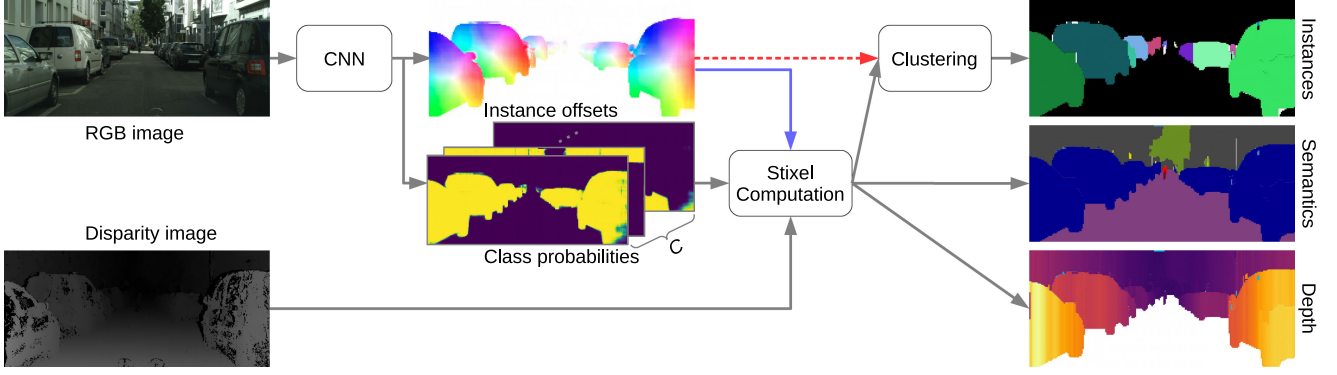 RGB image
CNN
Instance offsets
Class probabilities
C
Disparity image
Stixel
Computation
Clustering
Instances
Semantics
Depth